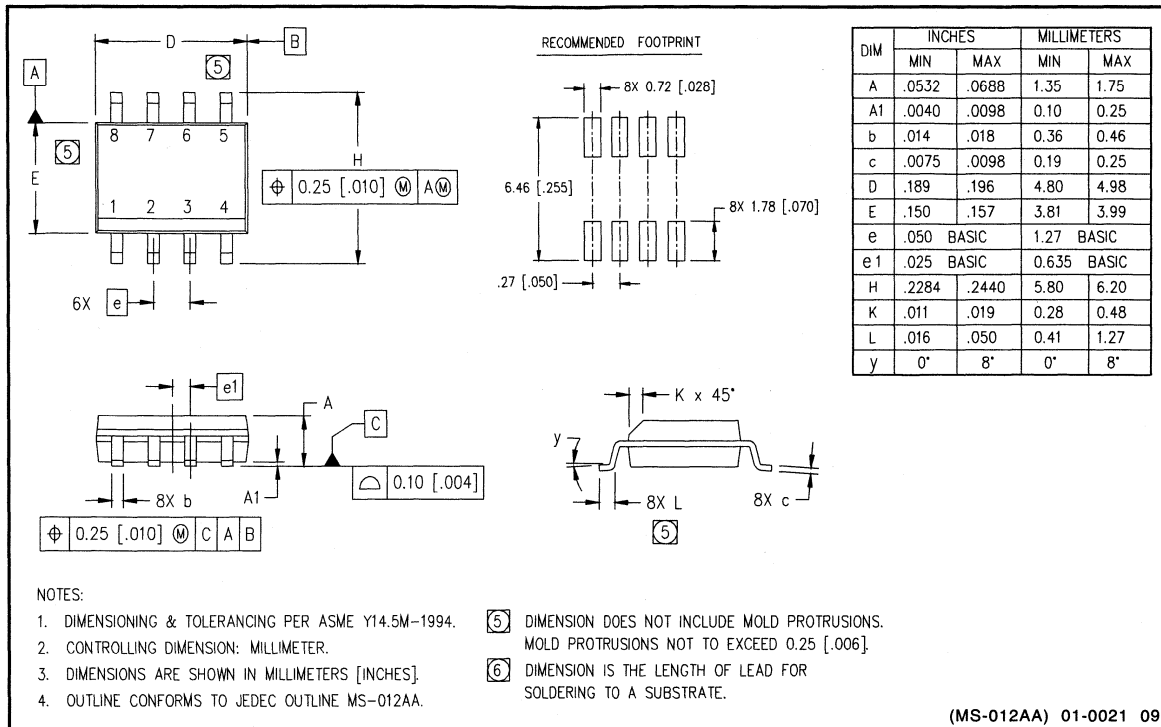 D
B
5
A
8 7 6 5
5
E
H
⌖ 0.25 [.010] Ⓜ AⓂ
1 2 3 4
6X e
RECOMMENDED FOOTPRINT
8X 0.72 [.028]
6.46 [.255]
8X 1.78 [.070]
.27 [.050]
DIM INCHES MILLIMETERS
MIN MAX MIN MAX
A .0532 .0688 1.35 1.75
A1 .0040 .0098 0.10 0.25
b .014 .018 0.36 0.46
c .0075 .0098 0.19 0.25
D .189 .196 4.80 4.98
E .150 .157 3.81 3.99
e .050 BASIC 1.27 BASIC
e1 .025 BASIC 0.635 BASIC
H .2284 .2440 5.80 6.20
K .011 .019 0.28 0.48
L .016 .050 0.41 1.27
y 0° 8° 0° 8°
e1
A
C
⌓ 0.10 [.004]
A1
8X b
⌖ 0.25 [.010] Ⓜ C A B
K x 45°
y
8X L
8X c
5
NOTES:
1. DIMENSIONING & TOLERANCING PER ASME Y14.5M-1994.
2. CONTROLLING DIMENSION: MILLIMETER.
3. DIMENSIONS ARE SHOWN IN MILLIMETERS [INCHES].
4. OUTLINE CONFORMS TO JEDEC OUTLINE MS-012AA.
5 DIMENSION DOES NOT INCLUDE MOLD PROTRUSIONS.
MOLD PROTRUSIONS NOT TO EXCEED 0.25 [.006].
6 DIMENSION IS THE LENGTH OF LEAD FOR
SOLDERING TO A SUBSTRATE.
(MS-012AA) 01-0021 09